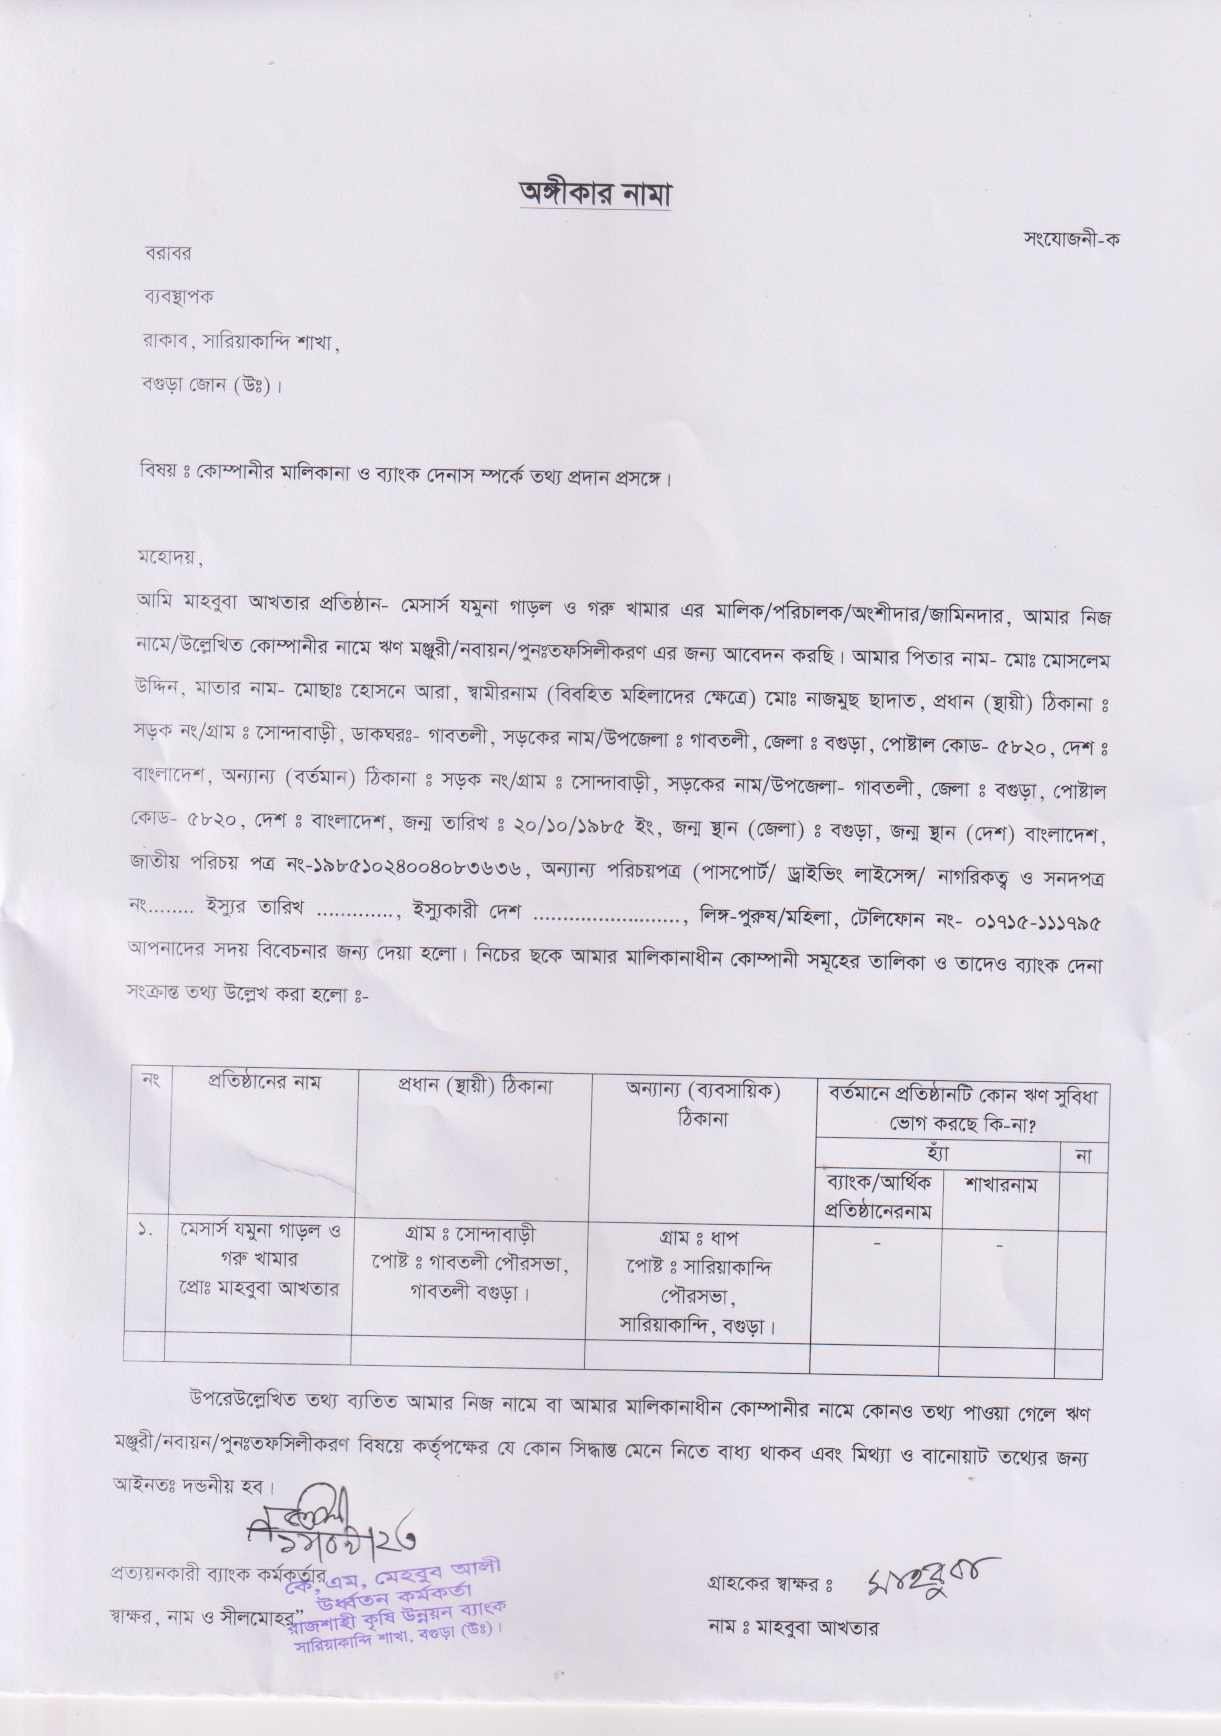 অঙ্গীকার নামা
সংযোজনী-ক
বরাবর
ব্যবস্থাপক
রাকাব, সারিয়াকান্দি শাখা,
বগুড়া জোন (উঃ)।
বিষয় ঃ কোম্পানীর মালিকানা ও ব্যাংক দেনাস ম্পর্কে তথ্য প্রদান প্রসঙ্গে।
মহোদয়,
আমি মাহবুবা আখতার প্রতিষ্ঠান- মেসার্স যমুনা গাড়ল ও গরু খামার এর মালিক/পরিচালক/অংশীদার/জামিনদার, আমার নিজ
নামে/উল্লেখিত কোম্পানীর নামে ঋণ মঞ্জুরী/নবায়ন/পুনঃতফসিলীকরণ এর জন্য আবেদন করছি। আমার পিতার নাম- মোঃ মোসলেম
উদ্দিন, মাতার নাম- মোছাঃ হোসনে আরা, স্বামীরনাম (বিবহিত মহিলাদের ক্ষেত্রে) মোঃ নাজমুছ ছাদাত, প্রধান (স্থায়ী) ঠিকানা ঃ
সড়ক নং/গ্রাম ঃ সোন্দাবাড়ী, ডাকঘরঃ- গাবতলী, সড়কের নাম/উপজেলা ঃ গাবতলী, জেলা ঃ বগুড়া, পোষ্টাল কোড- ৫৮২০, দেশ ঃ
বাংলাদেশ, অন্যান্য (বর্তমান) ঠিকানা ঃ সড়ক নং/গ্রাম ঃ সোন্দাবাড়ী, সড়কের নাম/উপজেলা- গাবতলী, জেলা ঃ বগুড়া, পোষ্টাল
কোড- ৫৮২০, দেশ ঃ বাংলাদেশ, জন্ম তারিখ ঃ ২০/১০/১৯৮৫ ইং, জন্ম স্থান (জেলা) ঃ বগুড়া, জন্ম স্থান (দেশ) বাংলাদেশ,
জাতীয় পরিচয় পত্র নং-১৯৮৫১০২৪০০৪০৮৩৬৩৬, অন্যান্য পরিচয়পত্র (পাসপোর্ট/ ড্রাইভিং লাইসেন্স/ নাগরিকত্ব ও সনদপত্র
নং........ ইস্যুর তারিখ ............., ইস্যুকারী দেশ ........................., লিঙ্গ-পুরুষ/মহিলা, টেলিফোন নং- ০১৭১৫-১১১৭৯৫
আপনাদের সদয় বিবেচনার জন্য দেয়া হলো। নিচের ছকে আমার মালিকানাধীন কোম্পানী সমূহের তালিকা ও তাদেও ব্যাংক দেনা
সংক্রান্ত তথ্য উল্লেখ করা হলো ঃ-
নং প্রতিষ্ঠানের নাম প্রধান (স্থায়ী) ঠিকানা অন্যান্য (ব্যবসায়িক) বর্তমানে প্রতিষ্ঠানটি কোন ঋণ সুবিধা
ঠিকানা ভোগ করছে কি-না?
হ্যাঁ না
ব্যাংক/আর্থিক শাখারনাম
প্রতিষ্ঠানেরনাম
১. মেসার্স যমুনা গাড়ল ও গ্রাম ঃ সোন্দাবাড়ী গ্রাম ঃ ধাপ - -
গরু খামার পোষ্ট ঃ গাবতলী পৌরসভা, পোষ্ট ঃ সারিয়াকান্দি
প্রোঃ মাহবুবা আখতার গাবতলী বগুড়া। পৌরসভা,
সারিয়াকান্দি, বগুড়া।
উপরেউল্লেখিত তথ্য ব্যতিত আমার নিজ নামে বা আমার মালিকানাধীন কোম্পানীর নামে কোনও তথ্য পাওয়া গেলে ঋণ
মঞ্জুরী/নবায়ন/পুনঃতফসিলীকরণ বিষয়ে কর্তৃপক্ষের যে কোন সিদ্ধান্ত মেনে নিতে বাধ্য থাকব এবং মিথ্যা ও বানোয়াট তথ্যের জন্য
আইনতঃ দন্ডনীয় হব।
প্রত্যয়নকারী ব্যাংক কর্মকর্তার
স্বাক্ষর, নাম ও সীলমোহর”
কে, এম, মেহবুব আলী
উর্ধ্বতন কর্মকর্তা
রাজশাহী কৃষি উন্নয়ন ব্যাংক
সারিয়াকান্দি শাখা, বগুড়া (উঃ)।
গ্রাহকের স্বাক্ষর ঃ মাহবুবা
নাম ঃ মাহবুবা আখতার